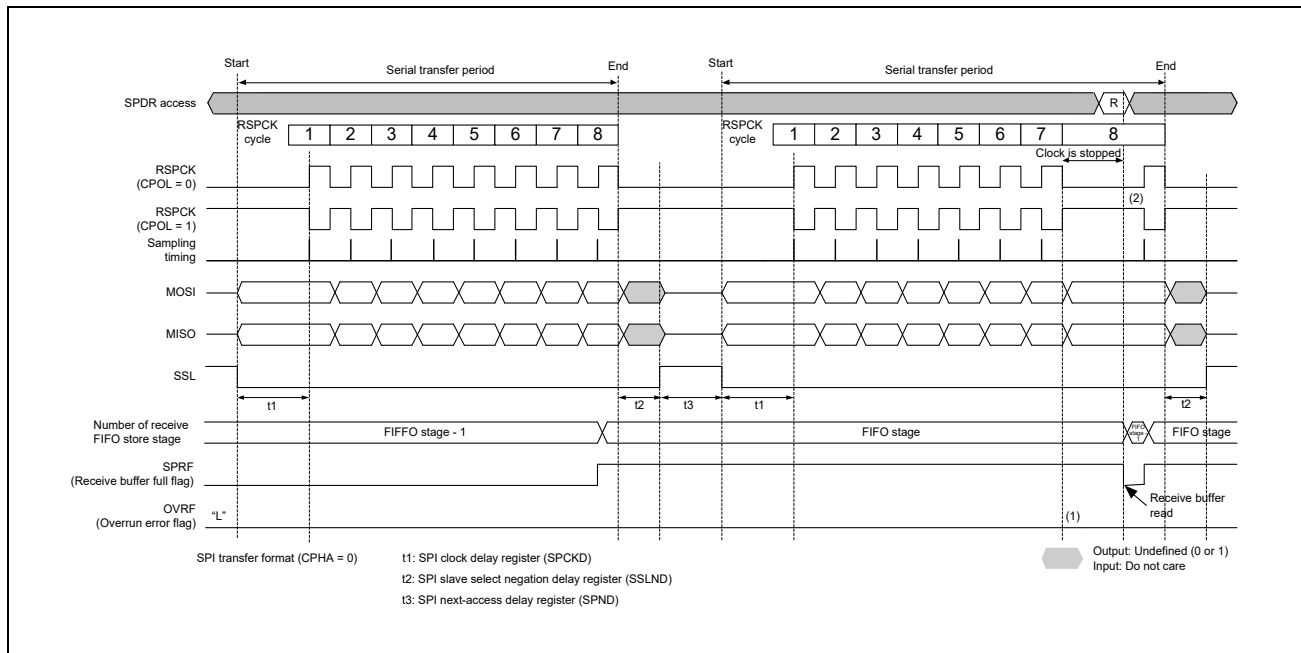 Start
Serial transfer period
End
Start
Serial transfer period
End
SPDR access
R
RSPCK
cycle
1 2 3 4 5 6 7 8
RSPCK
cycle
1 2 3 4 5 6 7 8
Clock is stopped
RSPCK
(CPOL = 0)
(2)
RSPCK
(CPOL = 1)
Sampling
timing
MOSI
MISO
SSL
t1
t2
t3
t1
t2
Number of receive
FIFO store stage
FIFFO stage - 1
FIFO stage
FIFO
stage -
1
FIFO stage
SPRF
(Receive buffer full flag)
Receive buffer
read
OVRF
(Overrun error flag)
“L”
(1)
SPI transfer format (CPHA = 0)
t1: SPI clock delay register (SPCKD)
t2: SPI slave select negation delay register (SSLND)
t3: SPI next-access delay register (SPND)
Output: Undefined (0 or 1)
Input: Do not care